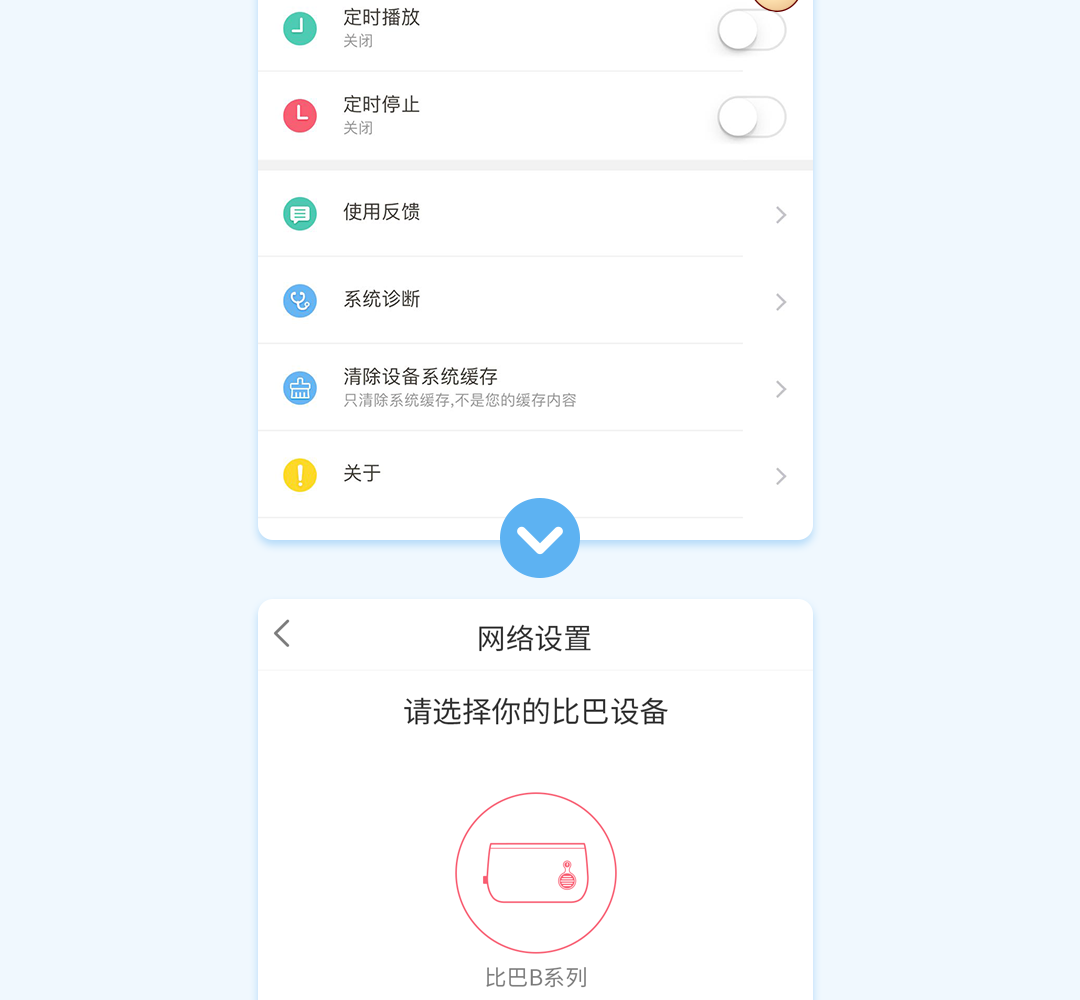 定时播放
关闭
定时停止
关闭
使用反馈
系统诊断
清除设备系统缓存
只清除系统缓存,不是您的缓存内容
关于
网络设置
请选择你的比巴设备
比巴B系列